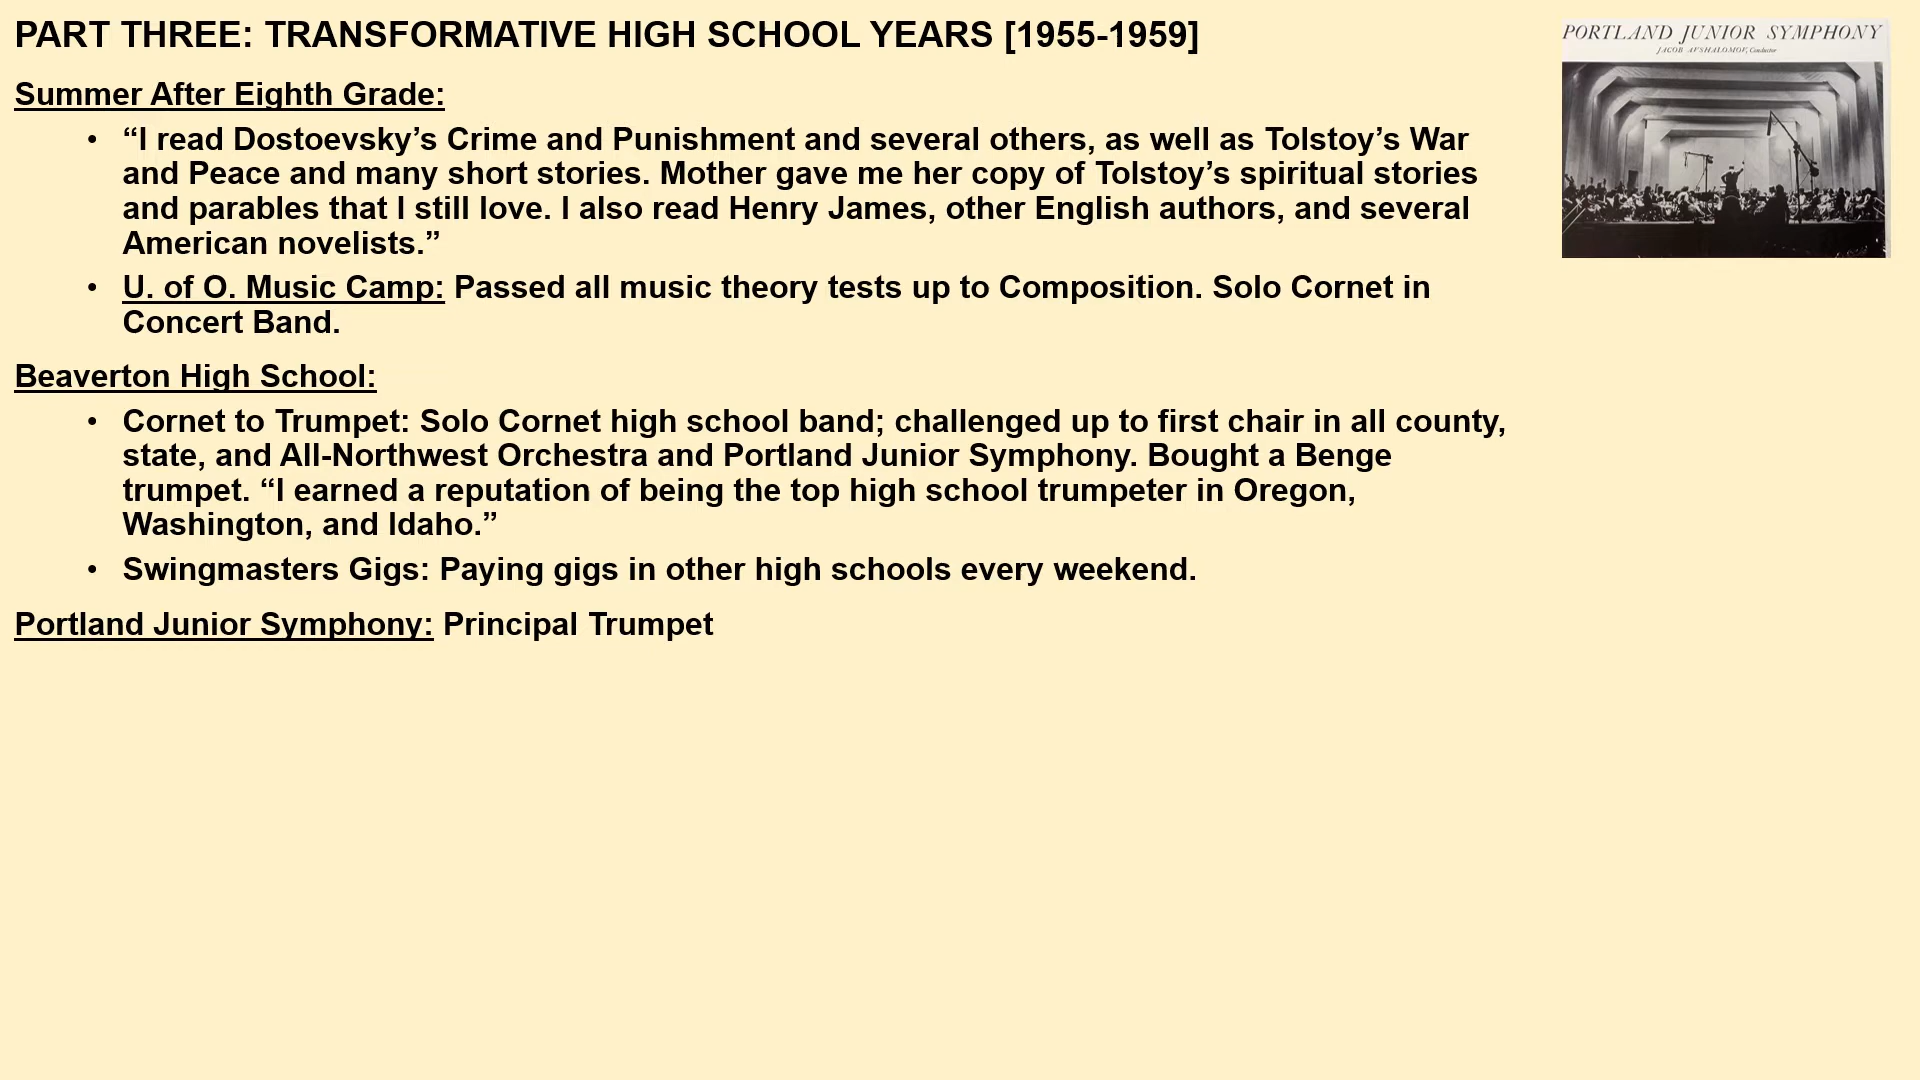 PART THREE: TRANSFORMATIVE HIGH SCHOOL YEARS [1955-1959]
PORTLAND JUNIOR SYMPHONY
JACOB AVSHALOMOV, Conductor
Summer After Eighth Grade:
• “I read Dostoevsky’s Crime and Punishment and several others, as well as Tolstoy’s War
and Peace and many short stories. Mother gave me her copy of Tolstoy’s spiritual stories
and parables that I still love. I also read Henry James, other English authors, and several
American novelists.”
• U. of O. Music Camp: Passed all music theory tests up to Composition. Solo Cornet in
Concert Band.
Beaverton High School:
• Cornet to Trumpet: Solo Cornet high school band; challenged up to first chair in all county,
state, and All-Northwest Orchestra and Portland Junior Symphony. Bought a Benge
trumpet. “I earned a reputation of being the top high school trumpeter in Oregon,
Washington, and Idaho.”
• Swingmasters Gigs: Paying gigs in other high schools every weekend.
Portland Junior Symphony: Principal Trumpet